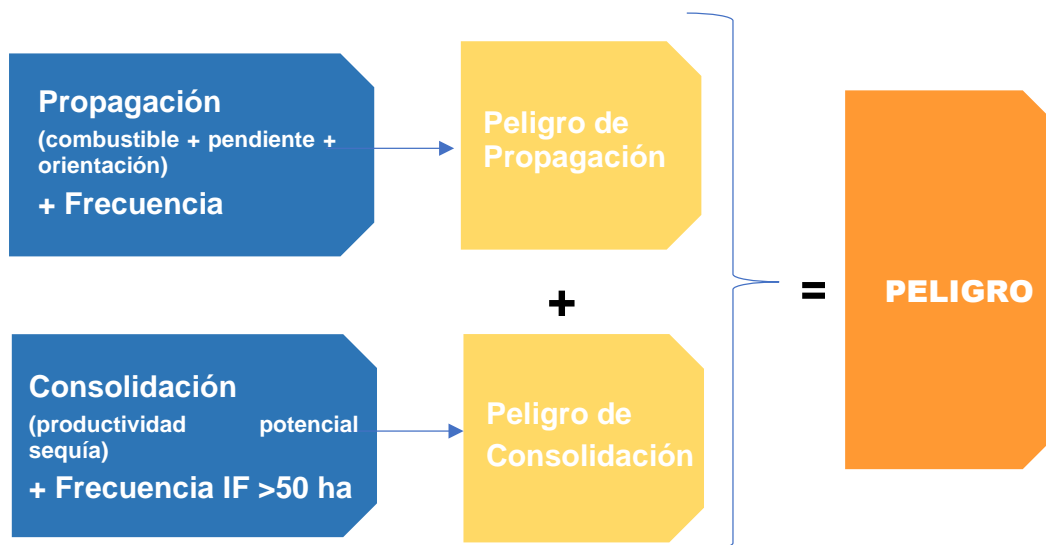 Propagación
(combustible + pendiente +
orientación)
+ Frecuencia
Peligro de
Propagación
+
Consolidación
(productividad potencial
sequía)
+ Frecuencia IF >50 ha
Peligro de
Consolidación
=
PELIGRO